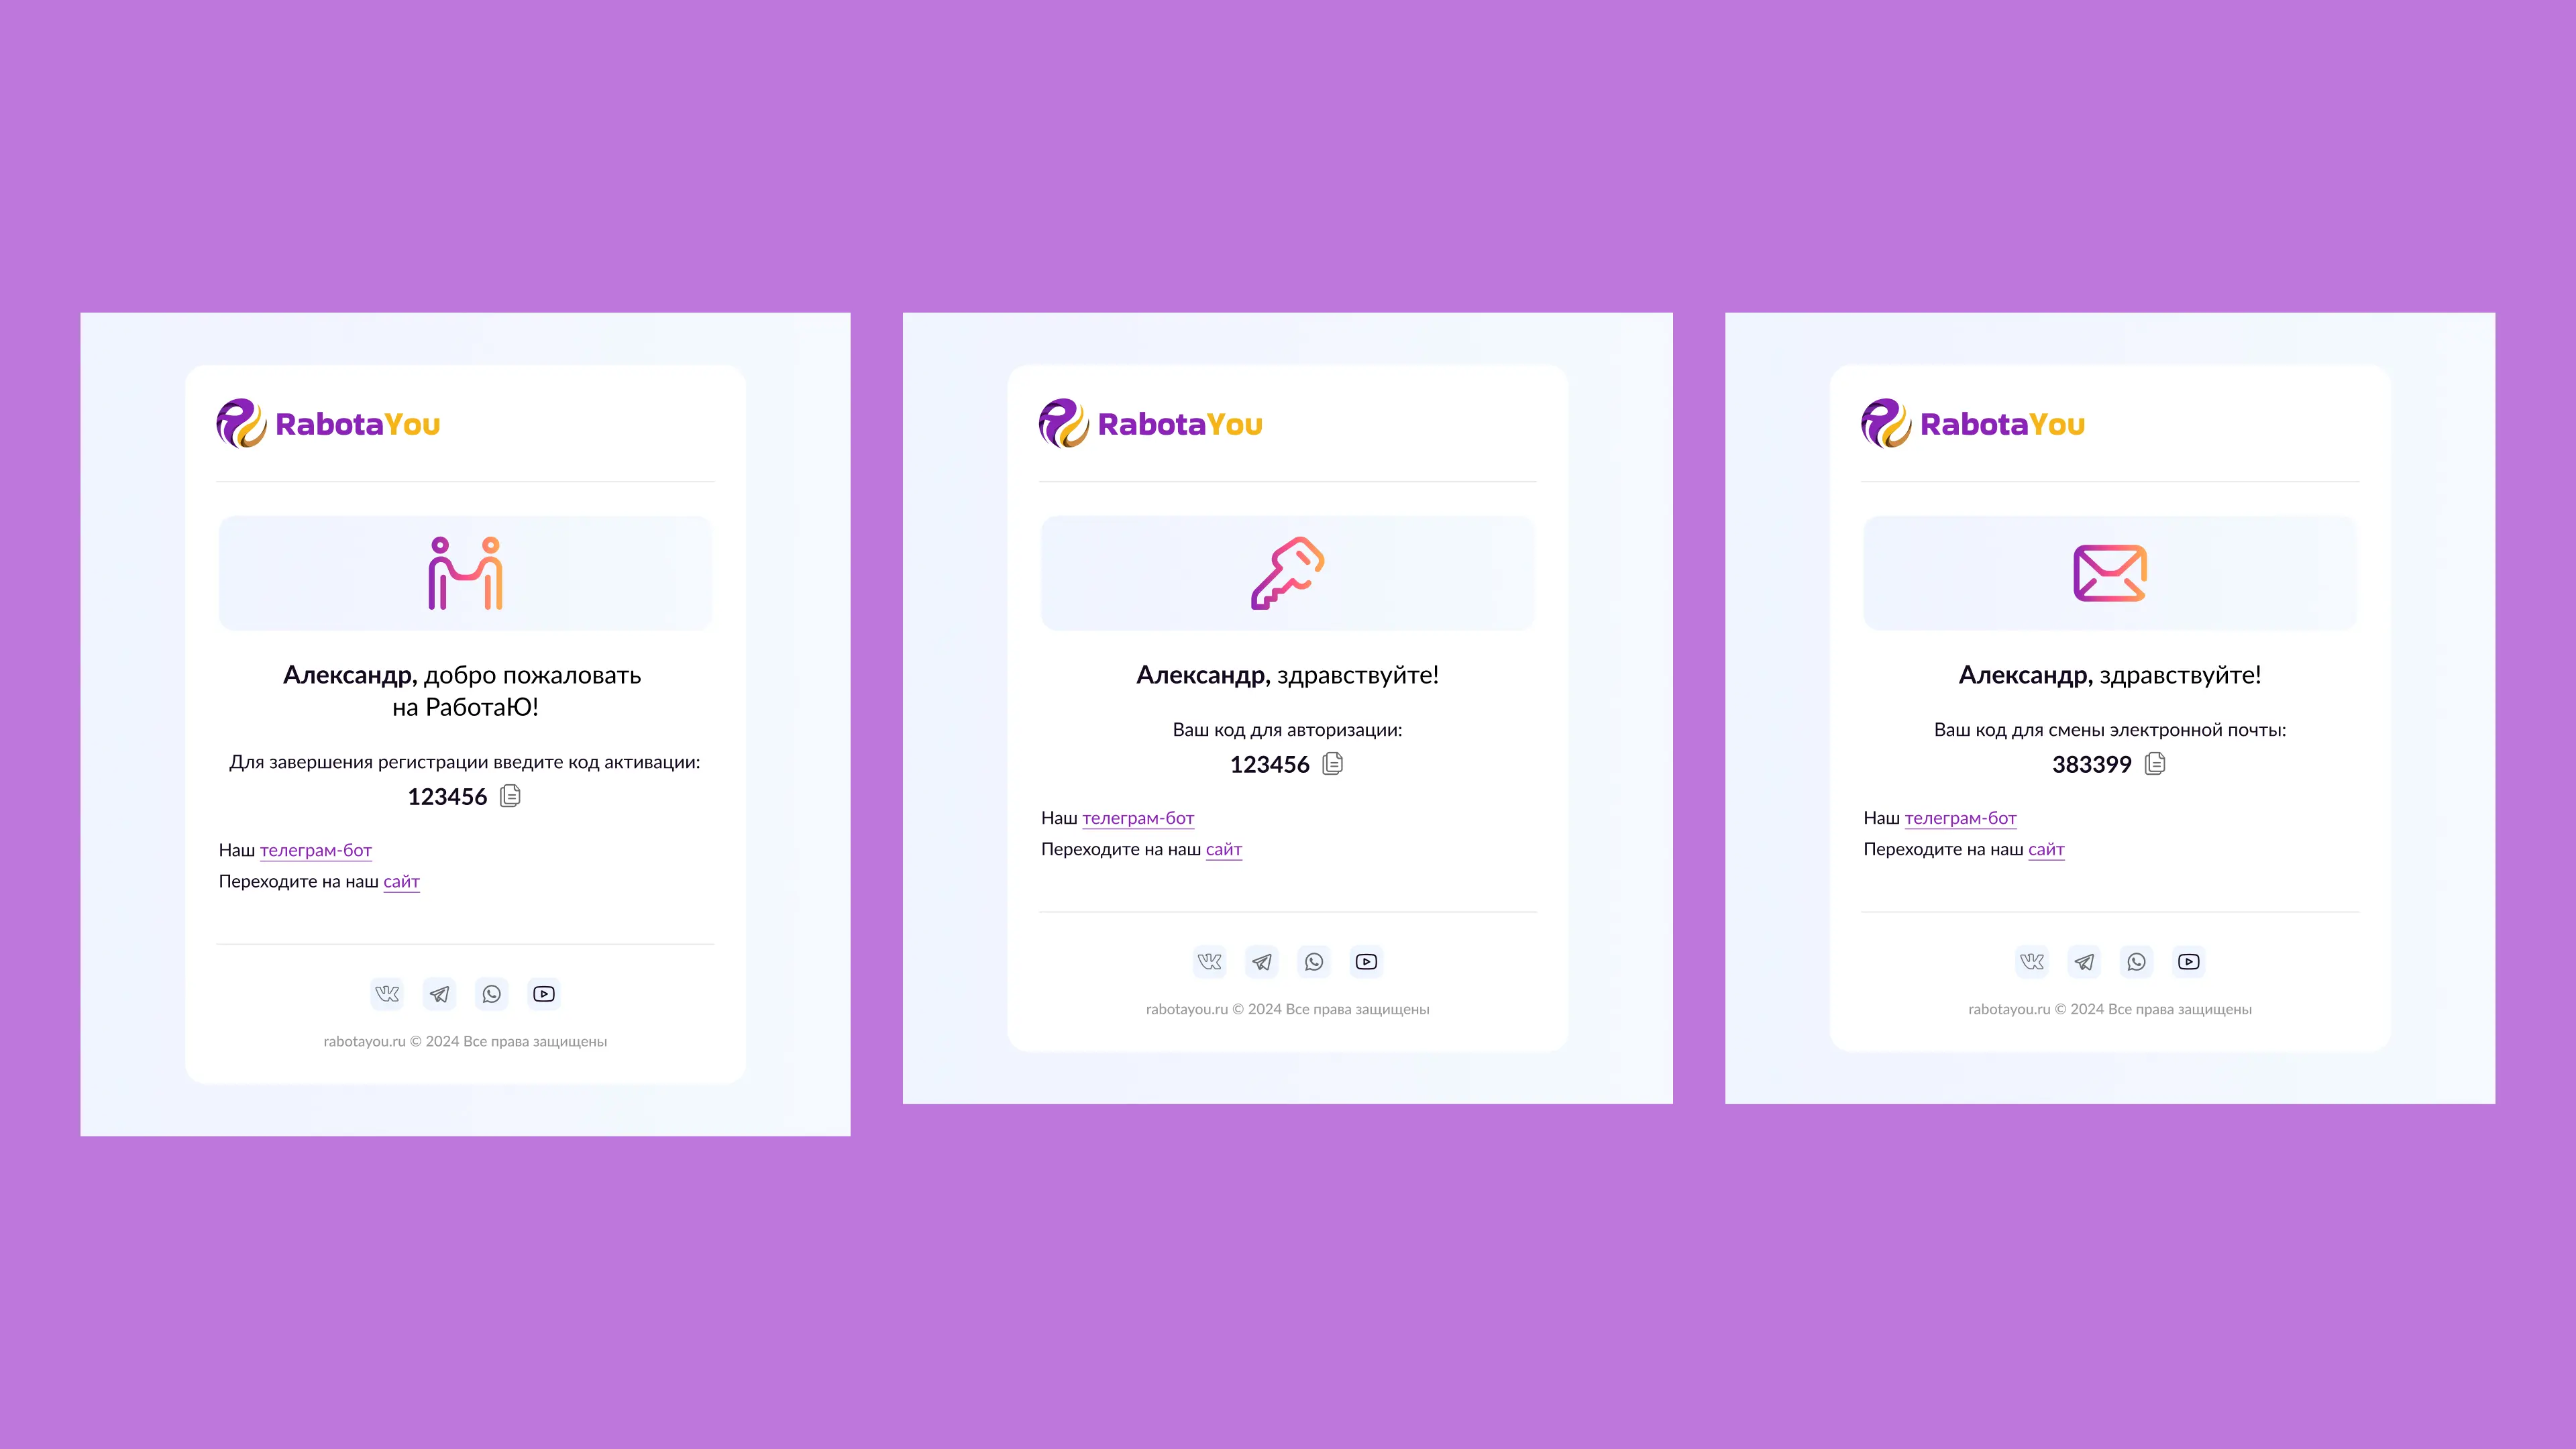 RabotaYou
Александр, добро пожаловать
на РаботаЮ!
Для завершения регистрации введите код активации:
123456
Наш телеграм-бот
Переходите на наш сайт
rabotayou.ru © 2024 Все права защищены
RabotaYou
Александр, здравствуйте!
Ваш код для авторизации:
123456
Наш телеграм-бот
Переходите на наш сайт
rabotayou.ru © 2024 Все права защищены
RabotaYou
Александр, здравствуйте!
Ваш код для смены электронной почты:
383399
Наш телеграм-бот
Переходите на наш сайт
rabotayou.ru © 2024 Все права защищены